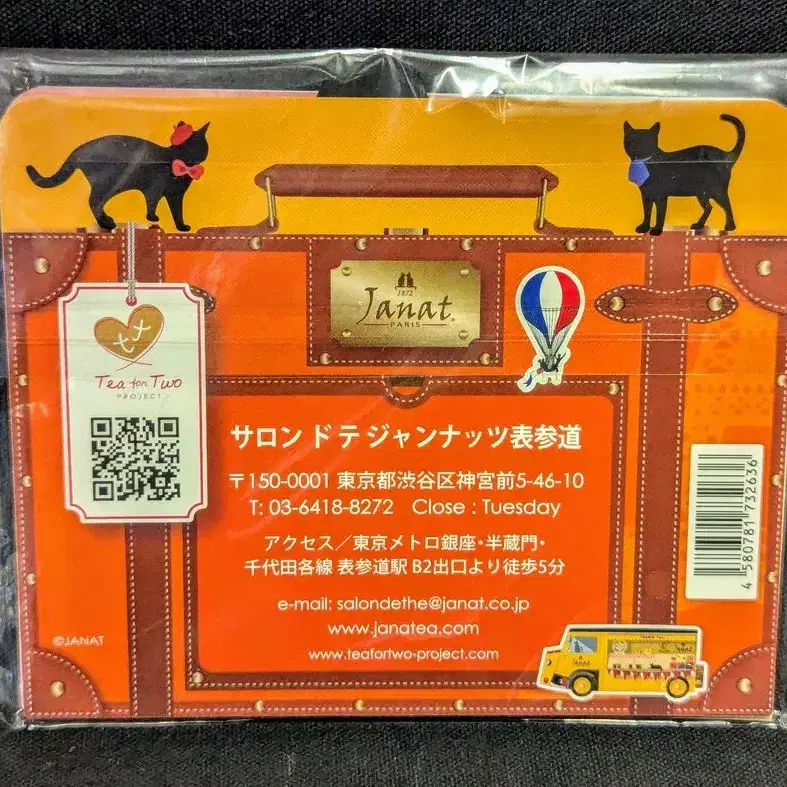 1872
Janat®
PARIS
tt
Tea for Two
PROJECT
サロン ド テ ジャンナッツ表参道
〒150-0001 東京都渋谷区神宮前5-46-10
T: 03-6418-8272 Close : Tuesday
アクセス／東京メトロ銀座・半蔵門・
千代田各線 表参道駅 B2出口より徒歩5分
e-mail: salondethe@janat.co.jp
www.janatea.com
www.teafortwo-project.com
©JANAT
4 580781 732636
Janat